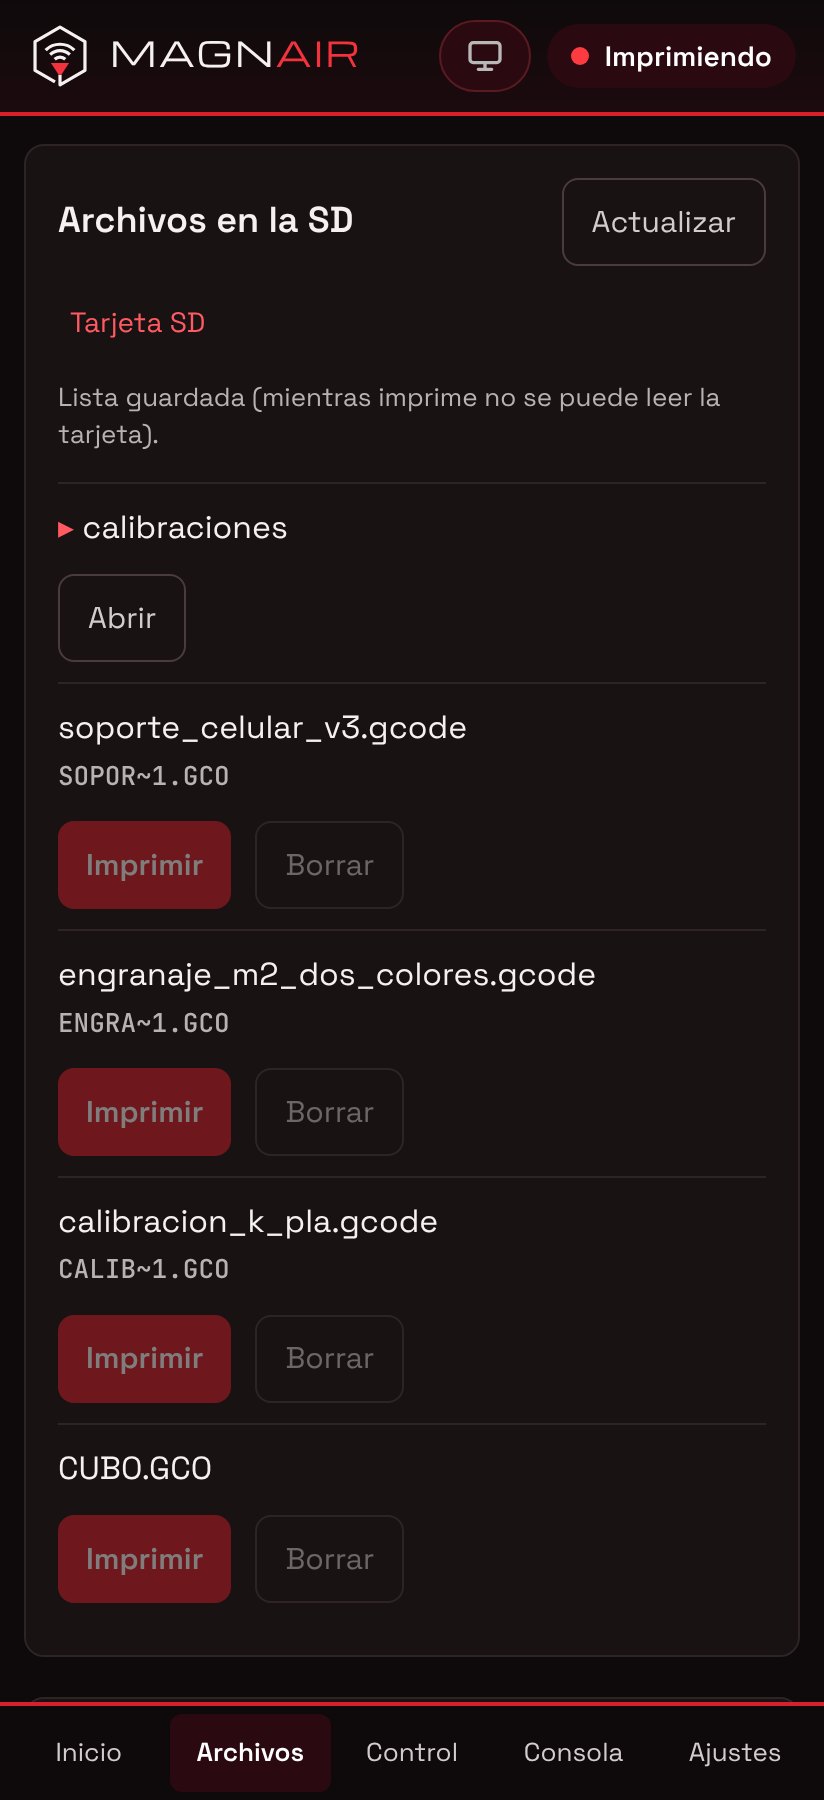 MAGNAIR
Imprimiendo
Archivos en la SD
Actualizar
Tarjeta SD
Lista guardada (mientras imprime no se puede leer la
tarjeta).
calibraciones
Abrir
soporte_celular_v3.gcode
SOPOR~1.GCO
Imprimir
Borrar
engranaje_m2_dos_colores.gcode
ENGRA~1.GCO
Imprimir
Borrar
calibracion_k_pla.gcode
CALIB~1.GCO
Imprimir
Borrar
CUBO.GCO
Imprimir
Borrar
Inicio
Archivos
Control
Consola
Ajustes